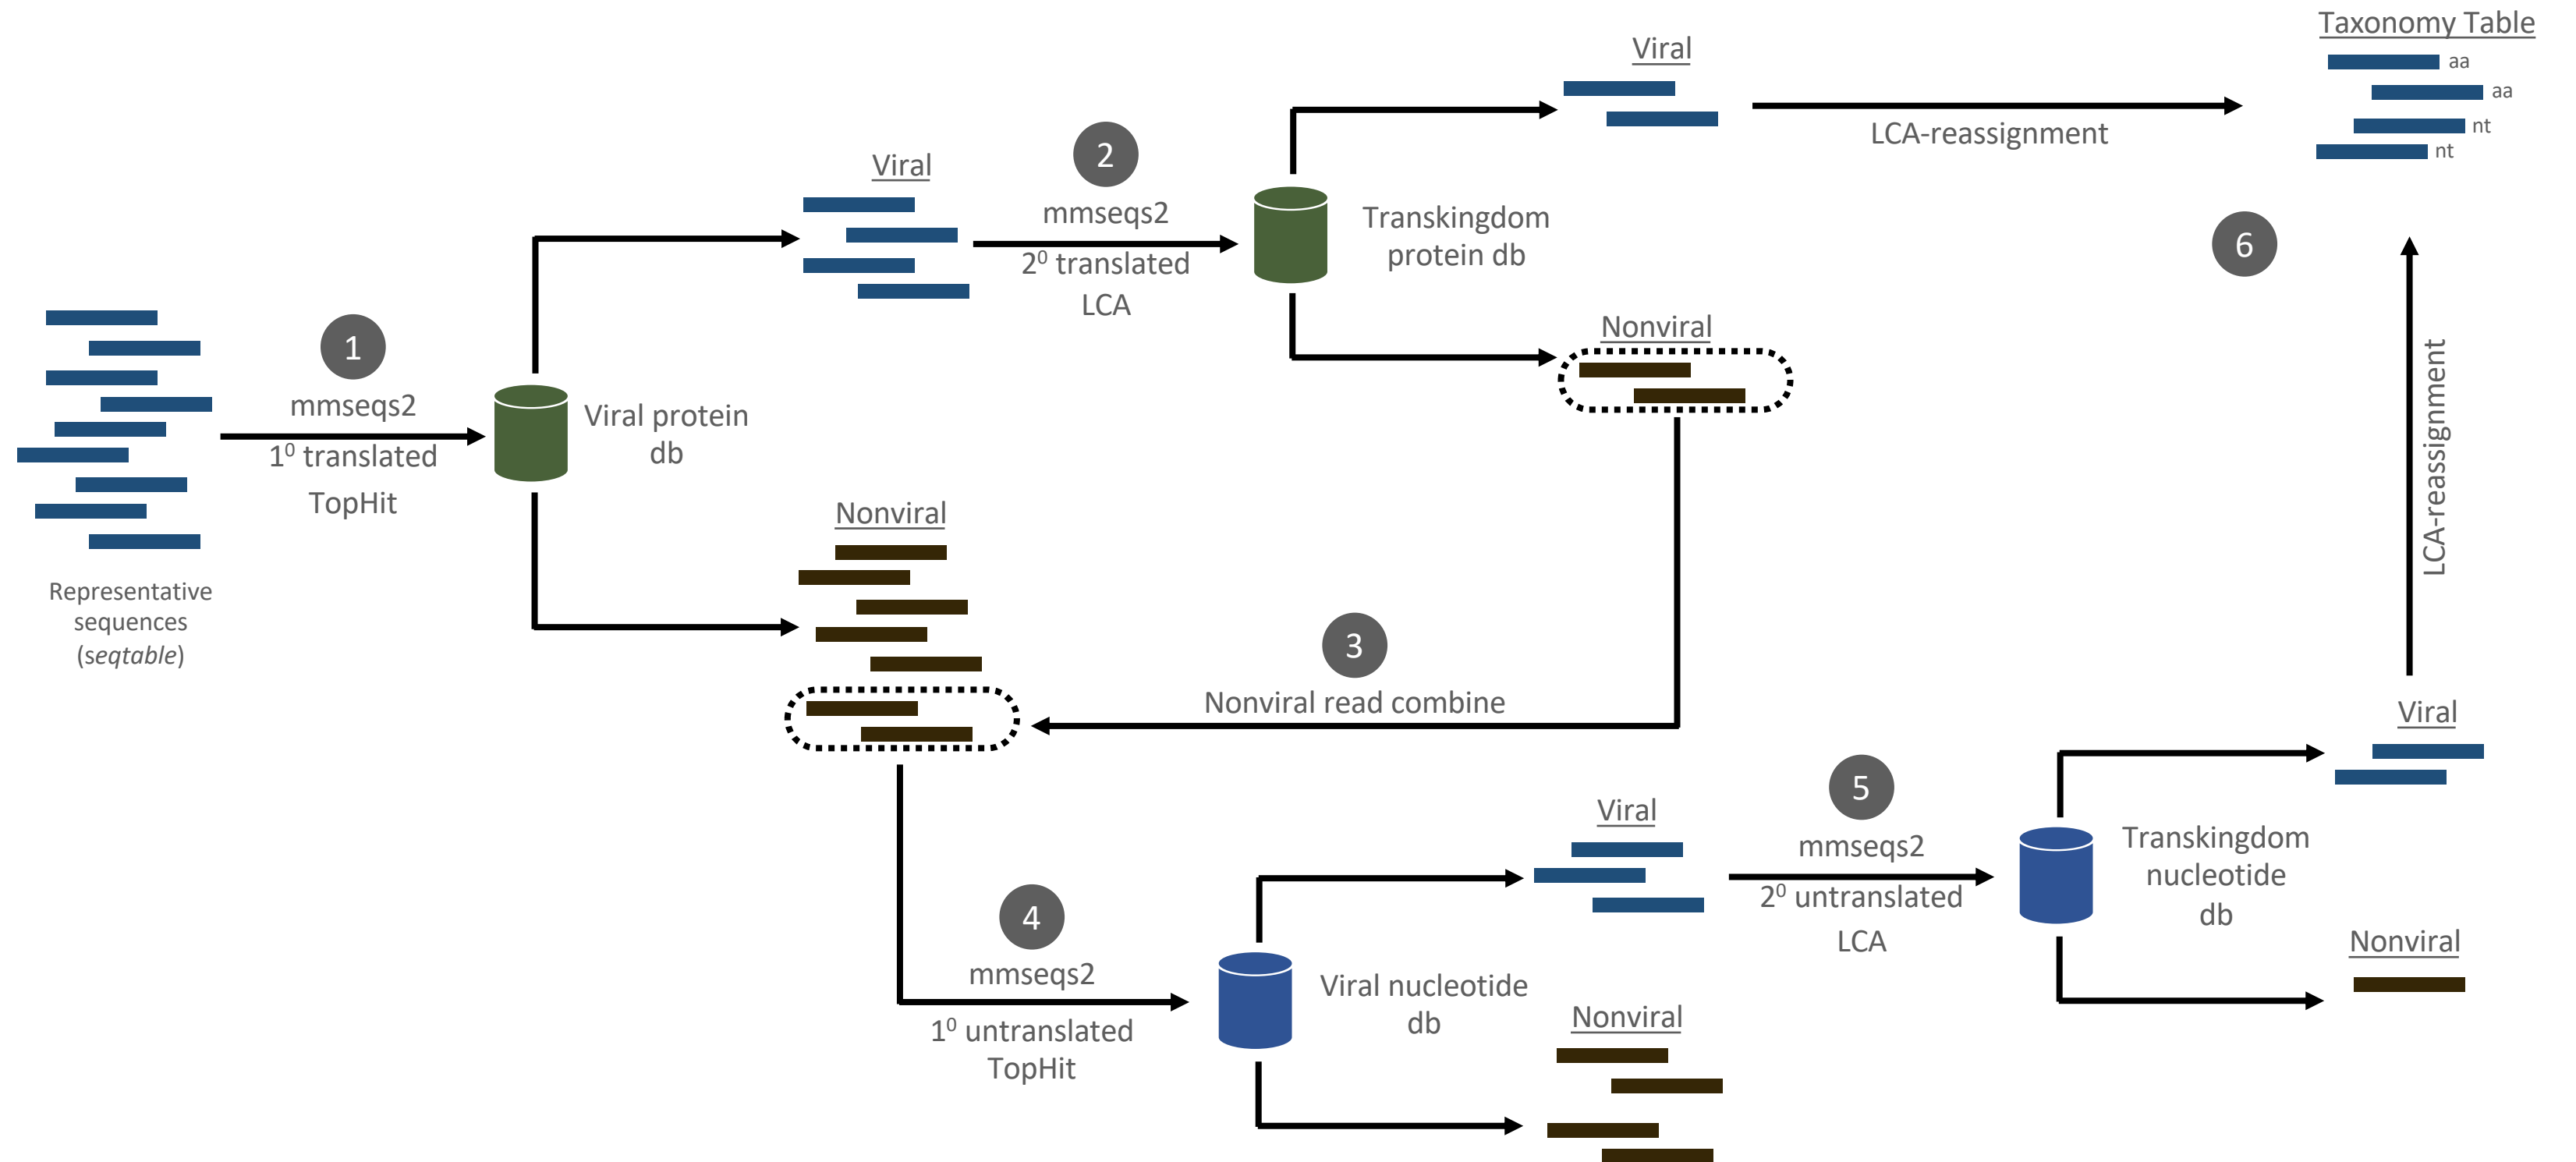 Taxonomy Table
aa
aa
nt
nt
Viral
LCA-reassignment
2
mmseqs2
2⁰ translated
LCA
Viral
Transkingdom
protein db
6
Nonviral
1
mmseqs2
1⁰ translated
TopHit
Viral protein
db
LCA-reassignment
Nonviral
Representative
sequences
(seqtable)
3
Nonviral read combine
Viral
5
mmseqs2
2⁰ untranslated
LCA
Viral
Transkingdom
nucleotide
db
4
mmseqs2
1⁰ untranslated
TopHit
Viral nucleotide
db
Nonviral
Nonviral